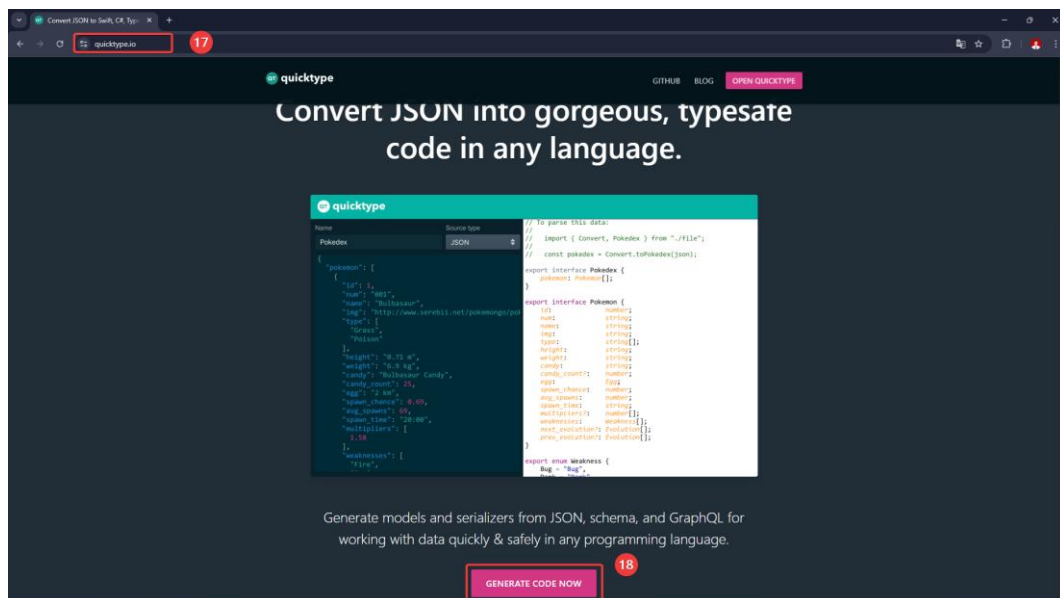 Convert JSON to Swift, C#, Typ
quicktype.io
17
quicktype
GITHUB BLOG OPEN QUICKTYPE
Convert JSON into gorgeous, typesafe
code in any language.
quicktype
Name Source type
Pokedex JSON
{
"pokemon": [
{
"id": 1,
"num": "001",
"name": "Bulbasaur",
"img": "http://www.serebii.net/pokemongo/po
"type": [
"Grass",
"Poison"
],
"height": "0.71 m",
"weight": "6.9 kg",
"candy": "Bulbasaur Candy",
"candy_count": 25,
"egg": "2 km",
"spawn_chance": 0.69,
"avg_spawns": 69,
"spawn_time": "20:00",
"multipliers": [
1.58
],
"weaknesses": [
"Fire",
// To parse this data:
//
// import { Convert, Pokedex } from "./file";
//
// const pokedex = Convert.toPokedex(json);
export interface Pokedex {
pokemon: Pokemon[];
}
export interface Pokemon {
id: number;
num: string;
name: string;
img: string;
type: string[];
height: string;
weight: string;
candy: string;
candy_count?: number;
egg: Egg;
spawn_chance: number;
avg_spawns: number;
spawn_time: string;
multipliers?: number[];
weaknesses: Weakness[];
next_evolution?: Evolution[];
prev_evolution?: Evolution[];
}
export enum Weakness {
Bug = "Bug",
Generate models and serializers from JSON, schema, and GraphQL for
working with data quickly & safely in any programming language.
18
GENERATE CODE NOW